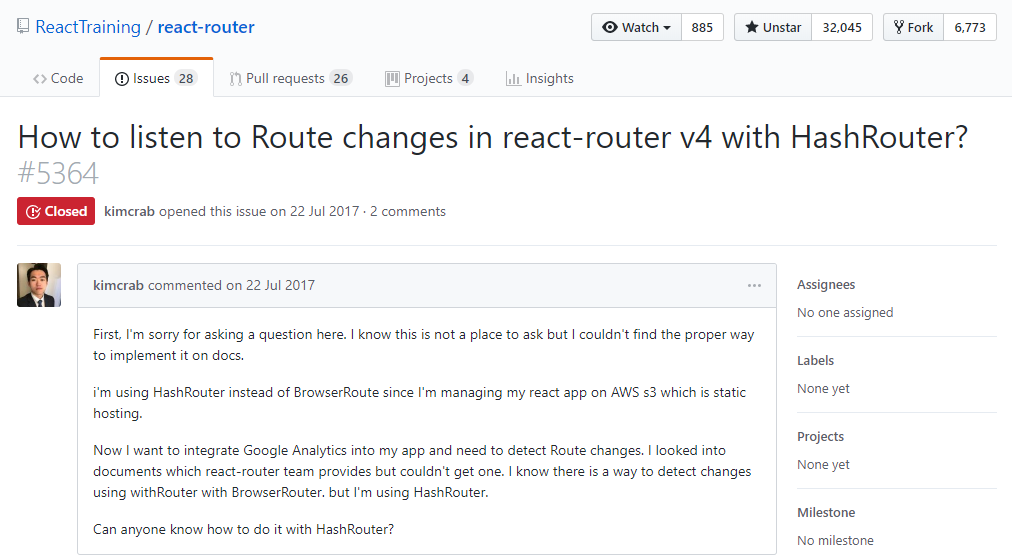 ReactTraining / react-router
Watch 885 Unstar 32,045 Fork 6,773
Code Issues 28 Pull requests 26 Projects 4 Insights
How to listen to Route changes in react-router v4 with HashRouter?
#5364
Closed kimcrab opened this issue on 22 Jul 2017 · 2 comments
kimcrab commented on 22 Jul 2017
First, I'm sorry for asking a question here. I know this is not a place to ask but I couldn't find the proper way
to implement it on docs.
i'm using HashRouter instead of BrowserRoute since I'm managing my react app on AWS s3 which is static
hosting.
Now I want to integrate Google Analytics into my app and need to detect Route changes. I looked into
documents which react-router team provides but couldn't get one. I know there is a way to detect changes
using withRouter with BrowserRouter. but I'm using HashRouter.
Can anyone know how to do it with HashRouter?
Assignees
No one assigned
Labels
None yet
Projects
None yet
Milestone
No milestone